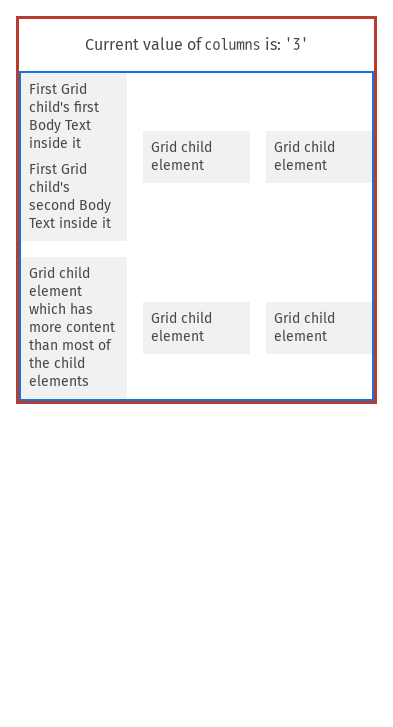 Current value of columns is: '3'
First Grid
child's first
Body Text
inside it
First Grid
child's
second Body
Text inside it
Grid child
element
Grid child
element
Grid child
element
which has
more content
than most of
the child
elements
Grid child
element
Grid child
element